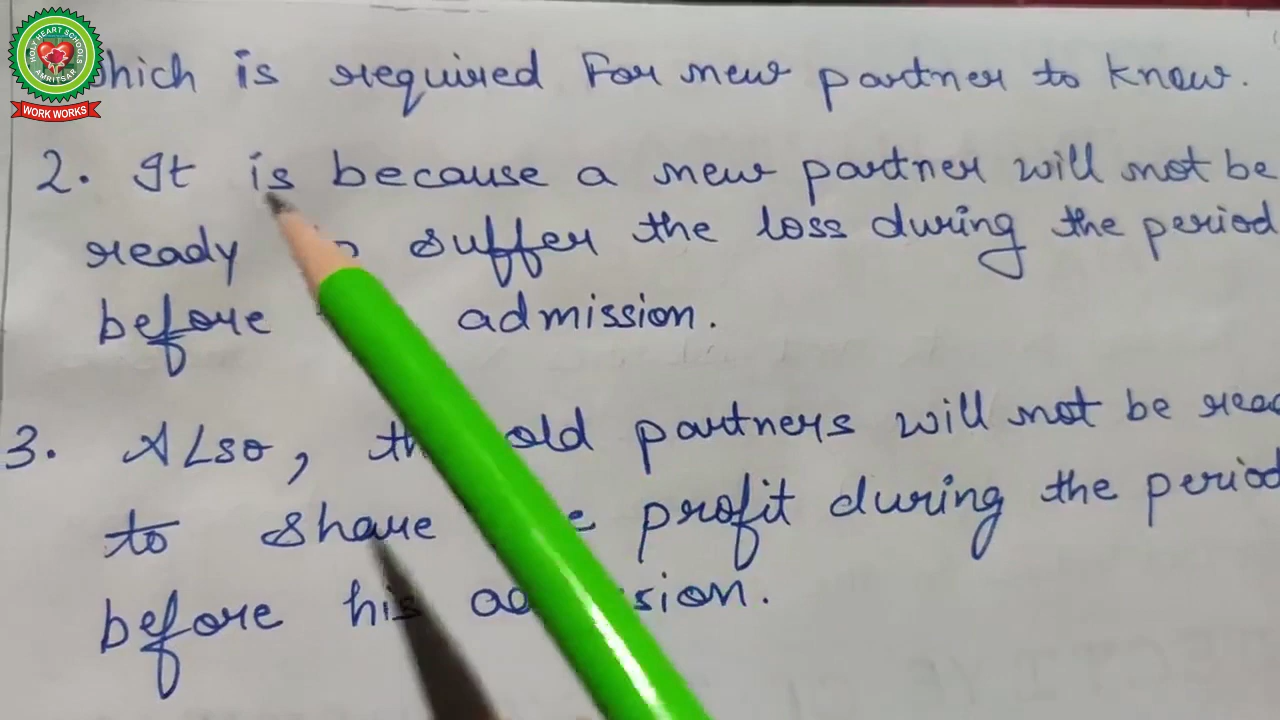 HOLY HEART SCHOOLS
AMRITSAR
WORK WORKS
which is required For new partner to know.
2. It is because a new partner will not be
ready suffer the loss during the period
before admission.
3. ALso, old partners will not be
to share profit during the period
before his